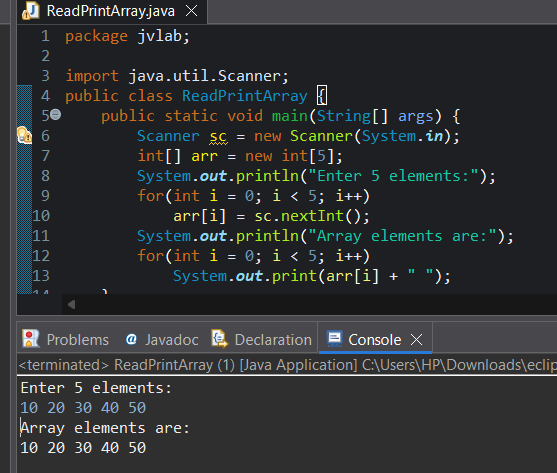 ReadPrintArray.java
1 package jvlab;
2
3 import java.util.Scanner;
4 public class ReadPrintArray {
5 public static void main(String[] args) {
6 Scanner sc = new Scanner(System.in);
7 int[] arr = new int[5];
8 System.out.println("Enter 5 elements:");
9 for(int i = 0; i < 5; i++)
10 arr[i] = sc.nextInt();
11 System.out.println("Array elements are:");
12 for(int i = 0; i < 5; i++)
13 System.out.print(arr[i] + " ");
14 }
Problems @ Javadoc Declaration Console
<terminated> ReadPrintArray (1) [Java Application] C:\Users\HP\Downloads\eclip
Enter 5 elements:
10 20 30 40 50
Array elements are:
10 20 30 40 50